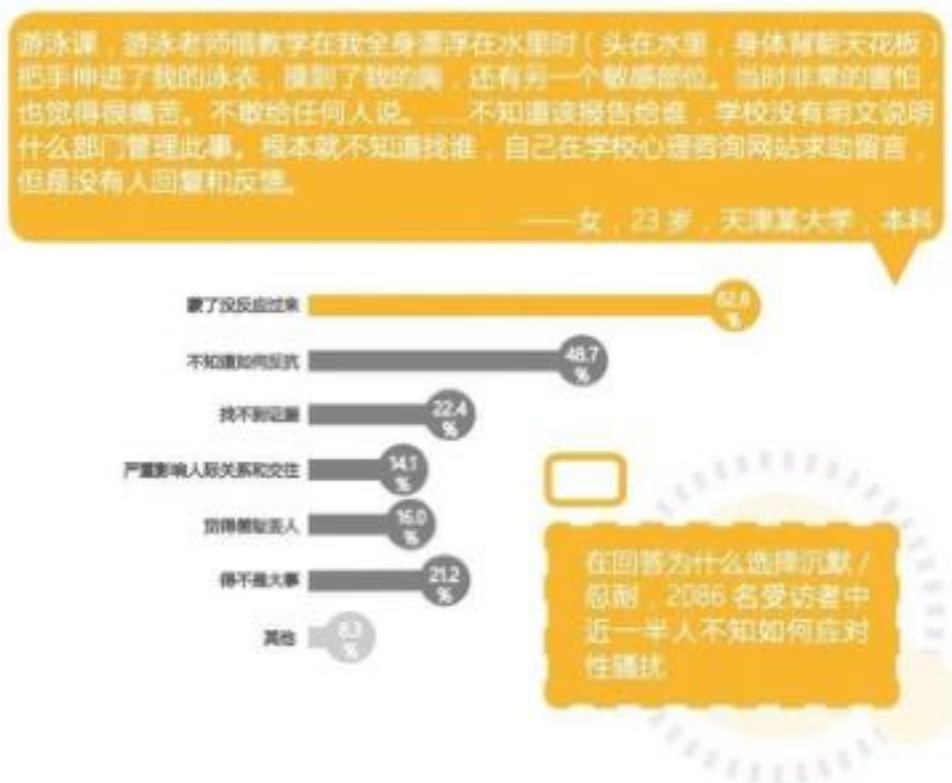 游泳课，游泳老师借教学在我全身漂浮在水里时（头在水里，身体背朝天花板）
把手伸进了我的泳衣，摸到了我的胸，还有另一个敏感部位。当时非常的害怕，
也觉得很痛苦。不敢给任何人说。……不知道该报告给谁，学校没有明文说明
什么部门管理此事。根本就不知道找谁，自己在学校心理咨询网站求助留言，
但是没有人回复和反馈。
——女，23 岁，天津某大学，本科
蒙了没反应过来
62.8
%
不知道如何反抗
48.7
%
找不到证据
22.4
%
严重影响人际关系和交往
14.1
%
觉得羞耻丢人
16.0
%
得不是大事
21.2
%
其他
8.3
%
在回答为什么选择沉默/
忍耐，2086 名受访者中
近一半人不知如何应对
性骚扰